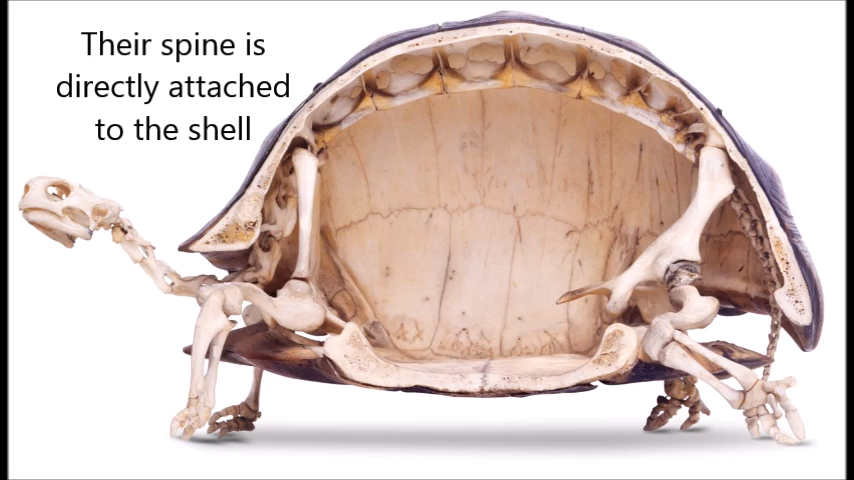 Their spine is
directly attached
to the shell